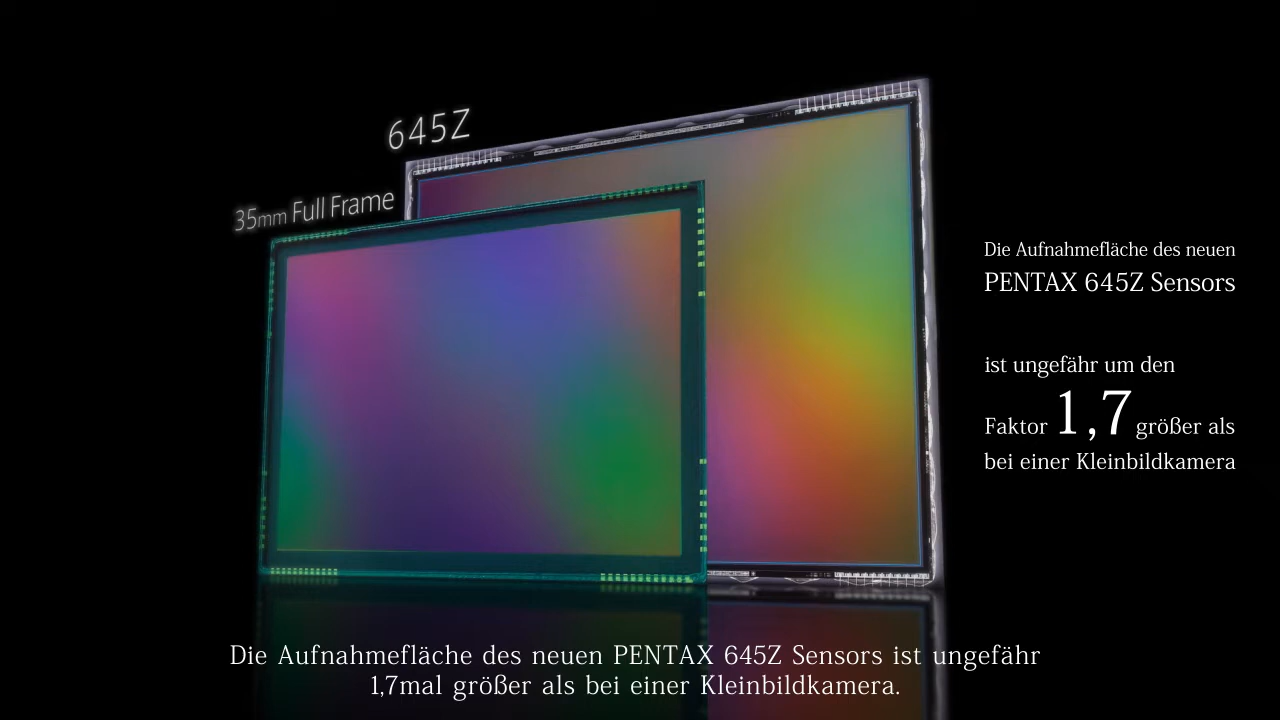 645Z
35mm Full Frame
Die Aufnahmefläche des neuen
PENTAX 645Z Sensors
ist ungefähr um den
Faktor 1,7 größer als
bei einer Kleinbildkamera
Die Aufnahmefläche des neuen PENTAX 645Z Sensors ist ungefähr
1,7mal größer als bei einer Kleinbildkamera.